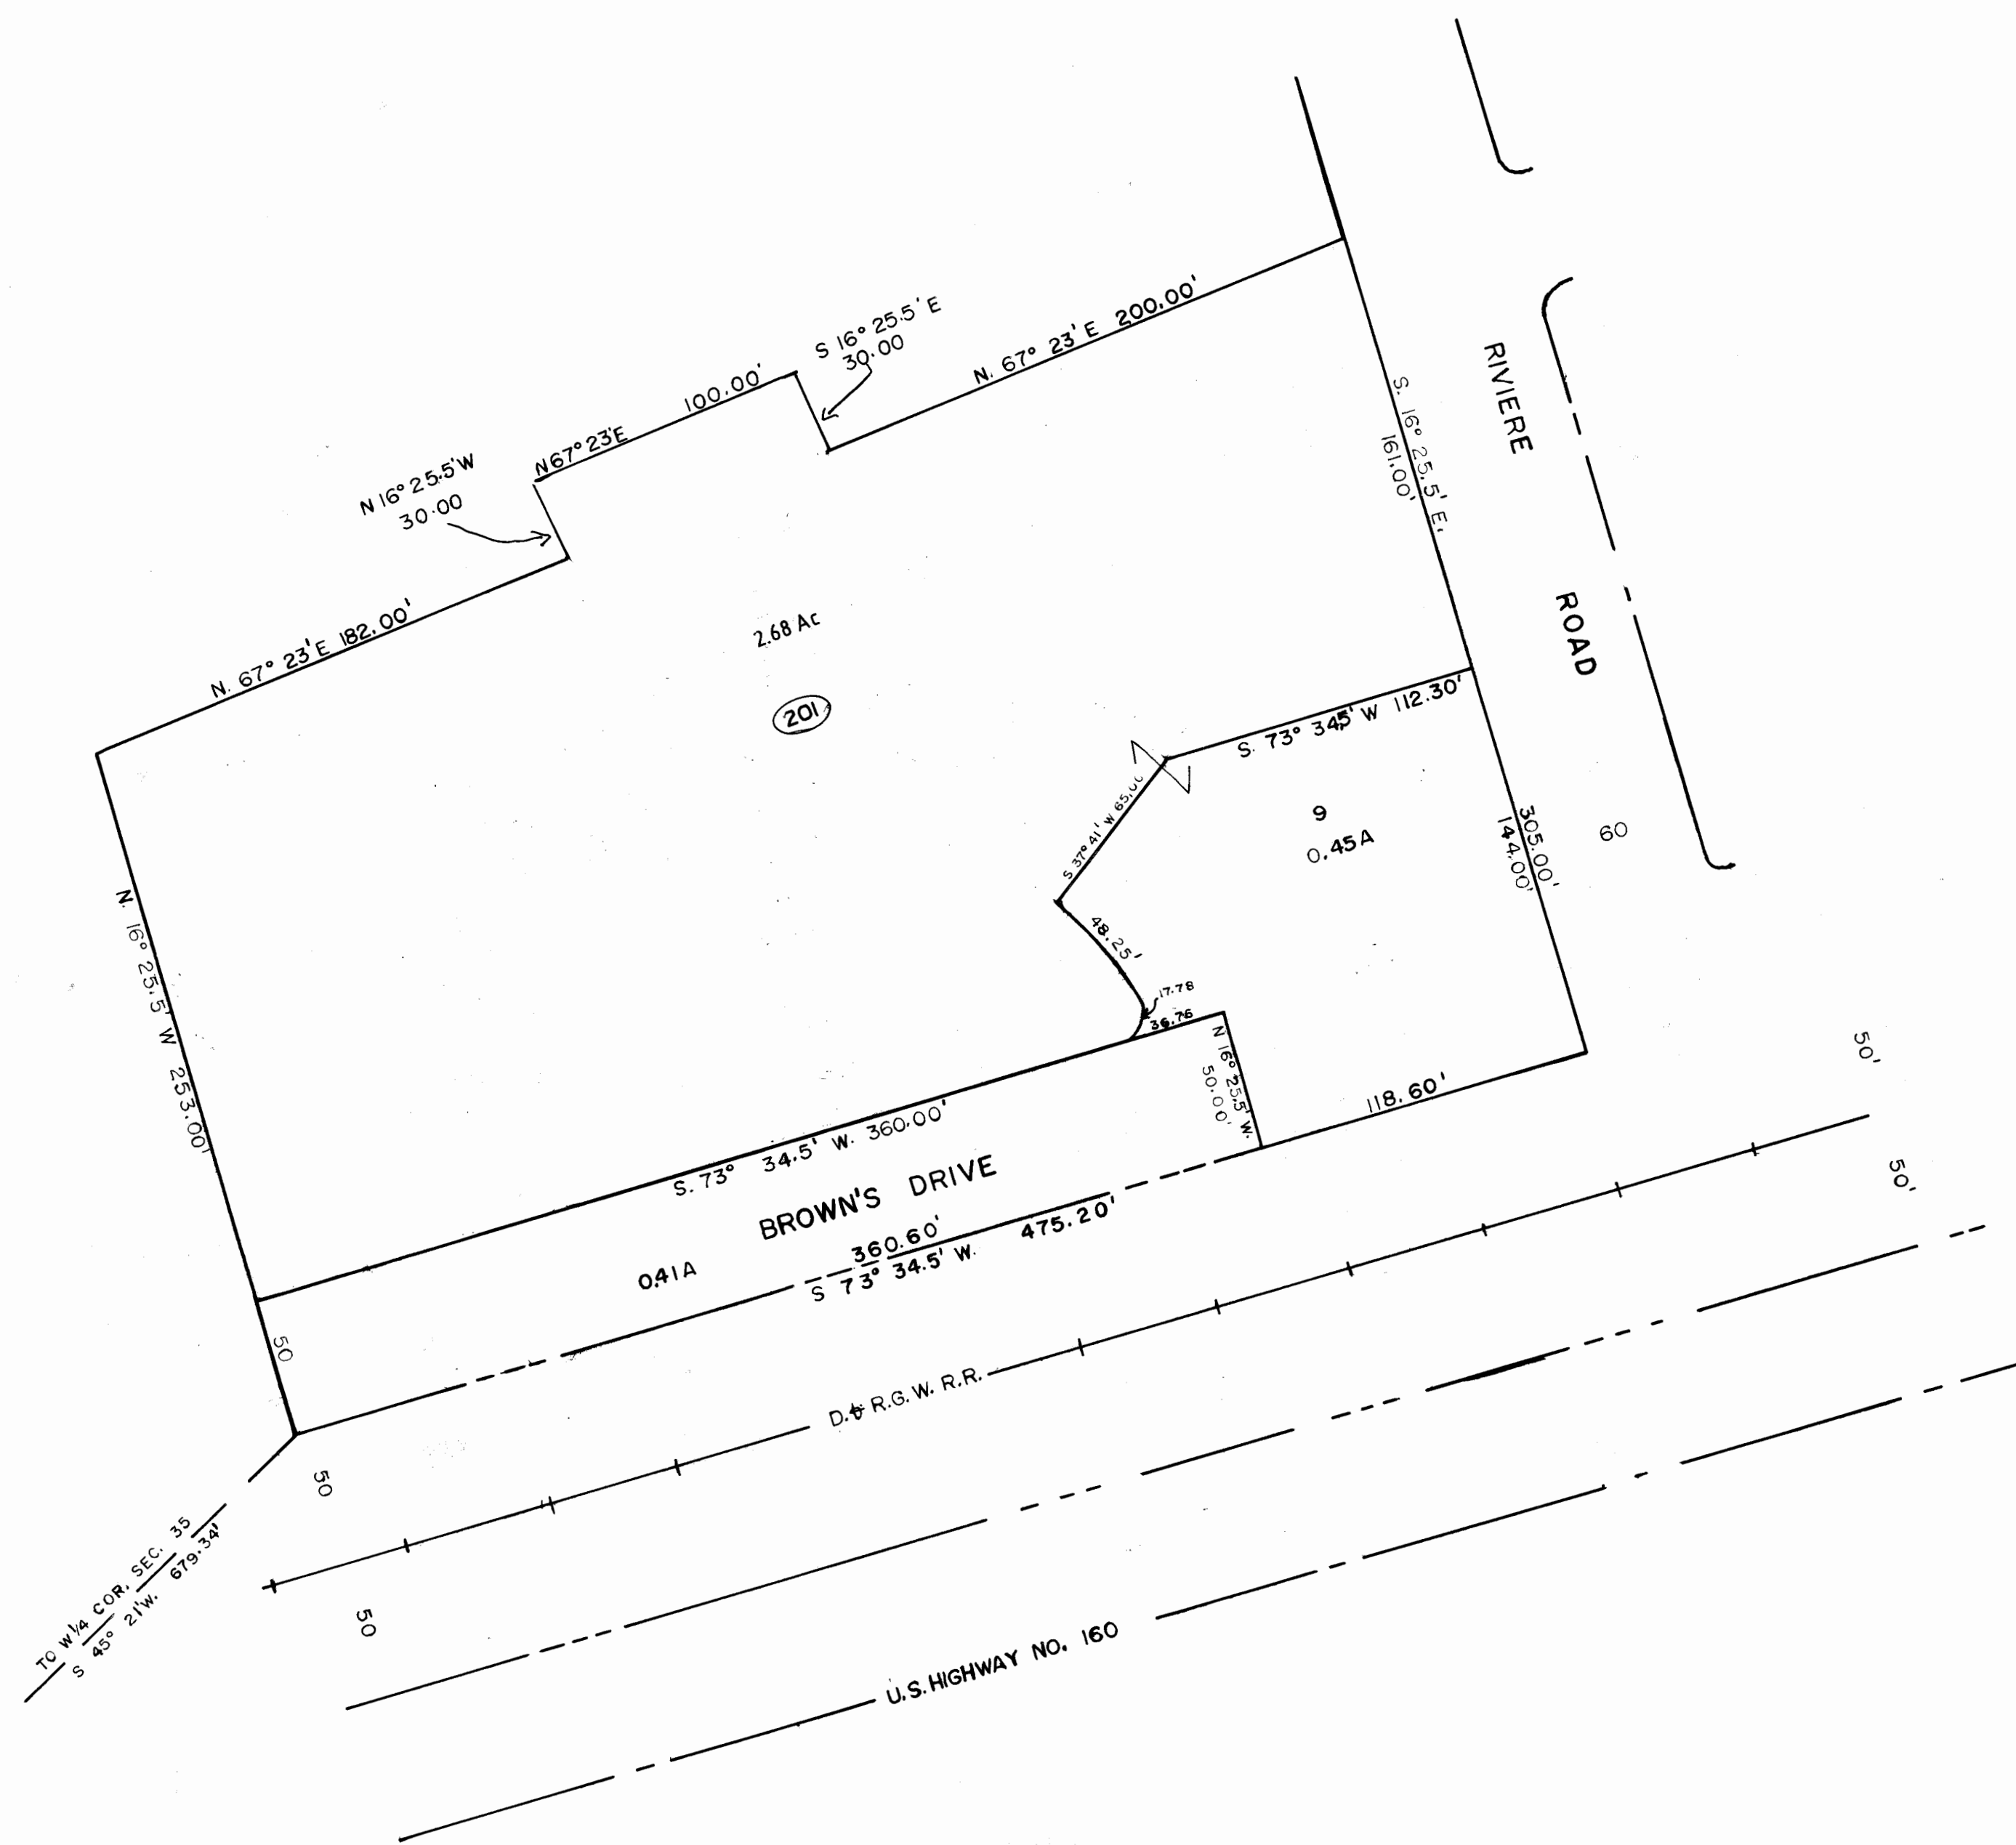 S 16° 25.5' E
30.00
N. 67° 23' E 200.00'
100.00'
N 67° 23' E
N 16° 25.5' W
30.00
N. 67° 23' E 182.00'
RIVIERE
ROAD
S. 16° 25.5' E.
161.00'
2.68 Ac
201
S. 73° 34.5' W 112.30'
S 37° 41' W
9
0.45 A
305.00'
144.00'
60
48.25'
17.78
36.76
N 16° 25.5' W.
50.00'
N. 16° 25.5' W 253.00'
118.60'
50'
50'
S. 73° 34.5' W. 360.00'
BROWN'S DRIVE
0.41 A
360.60'
475.20'
S 73° 34.5' W.
50
50
50
D. & R.G.W. R.R.
TO W 1/4 COR. SEC. 35
S 45° 21' W. 679.34'
U.S. HIGHWAY NO. 160